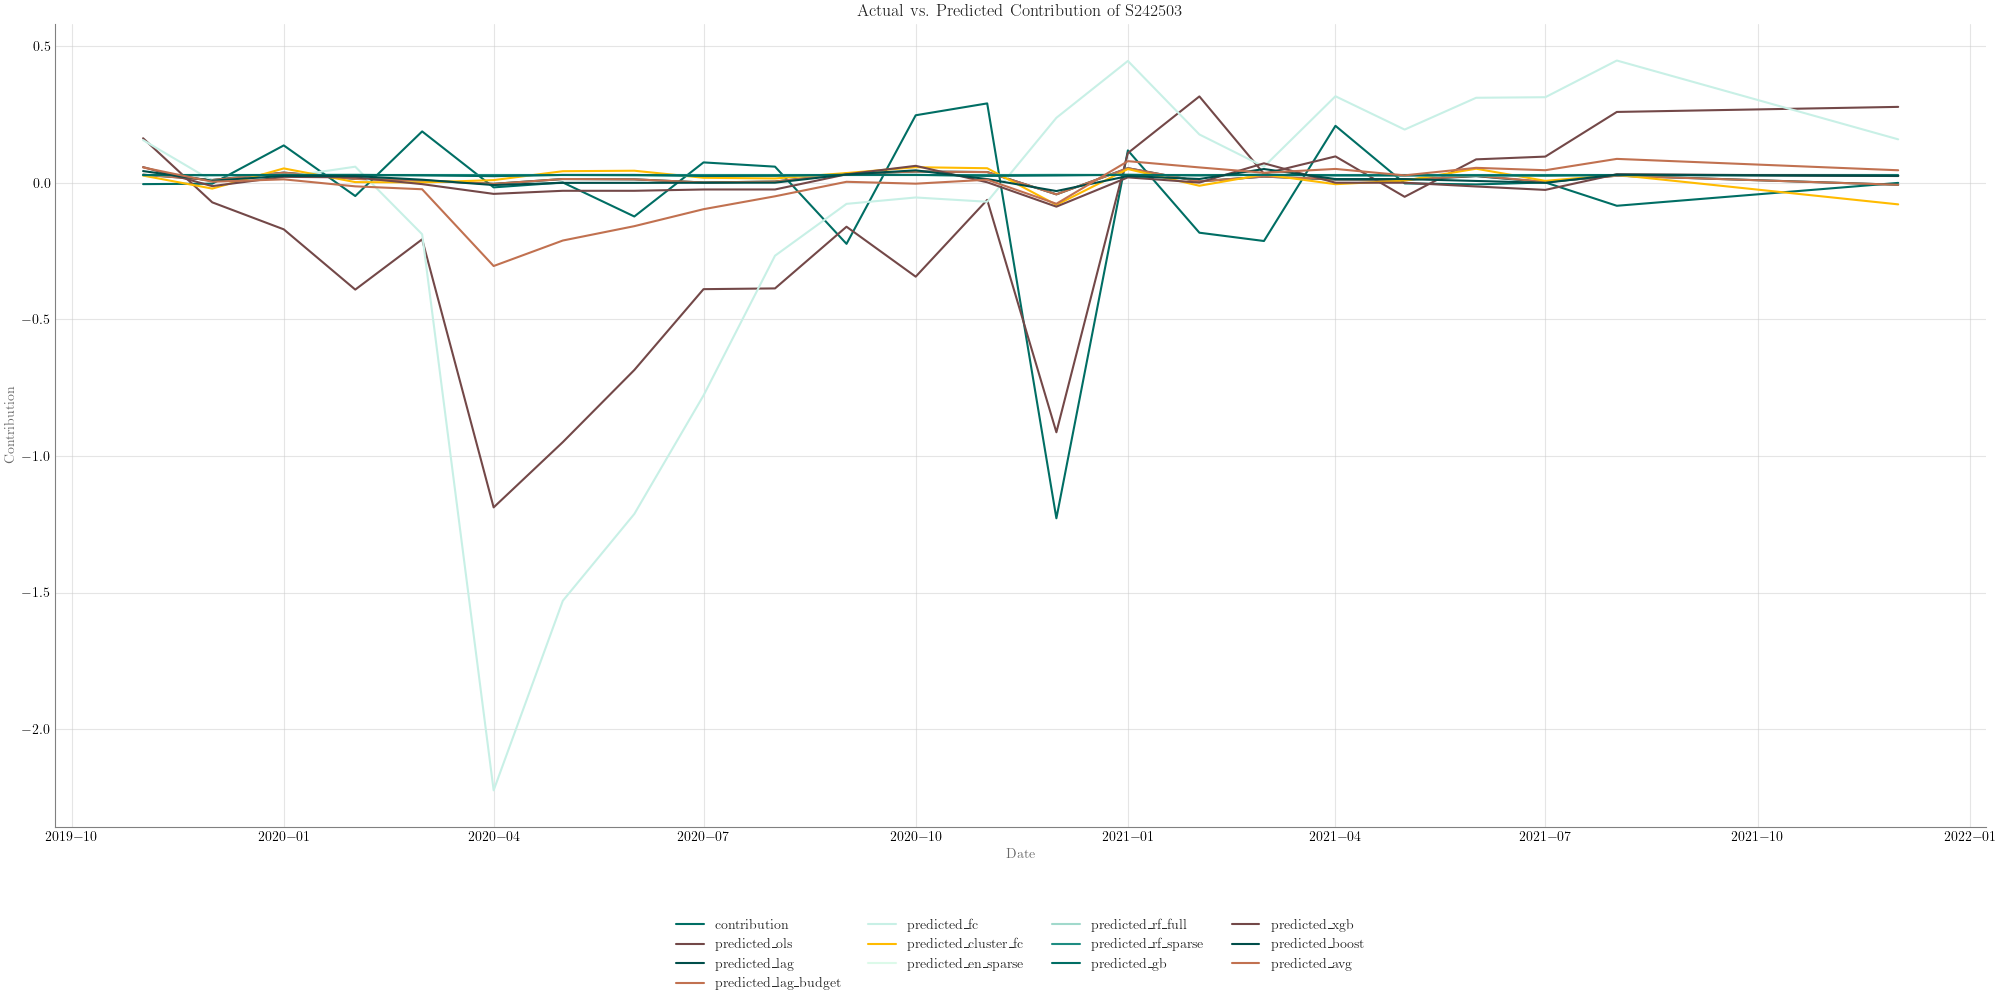 Actual vs. Predicted Contribution of S242503
0.5
0.0
−0.5
−1.0
−1.5
−2.0
Contribution
2019−10 2020−01 2020−04 2020−07 2020−10 2021−01 2021−04 2021−07 2021−10 2022−01
Date
contribution predicted_fc predicted_rf_full predicted_xgb
predicted_ols predicted_cluster_fc predicted_rf_sparse predicted_boost
predicted_lag predicted_en_sparse predicted_gb predicted_avg
predicted_lag_budget